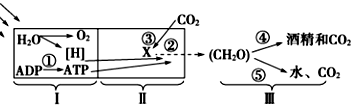 ③ CO₂
H₂O O₂ ④ 酒精和CO₂
[H] X ② (CH₂O)
ADP ① ATP ⑤ 水、CO₂
Ⅰ Ⅱ Ⅲ